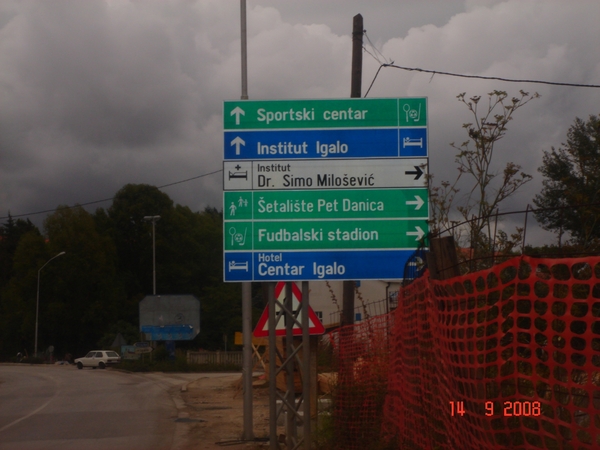 Sportski centar
Institut Igalo
Institut
Dr. Simo Milošević
Šetalište Pet Danica
Fudbalski stadion
Hotel
Centar Igalo
14 9 2008